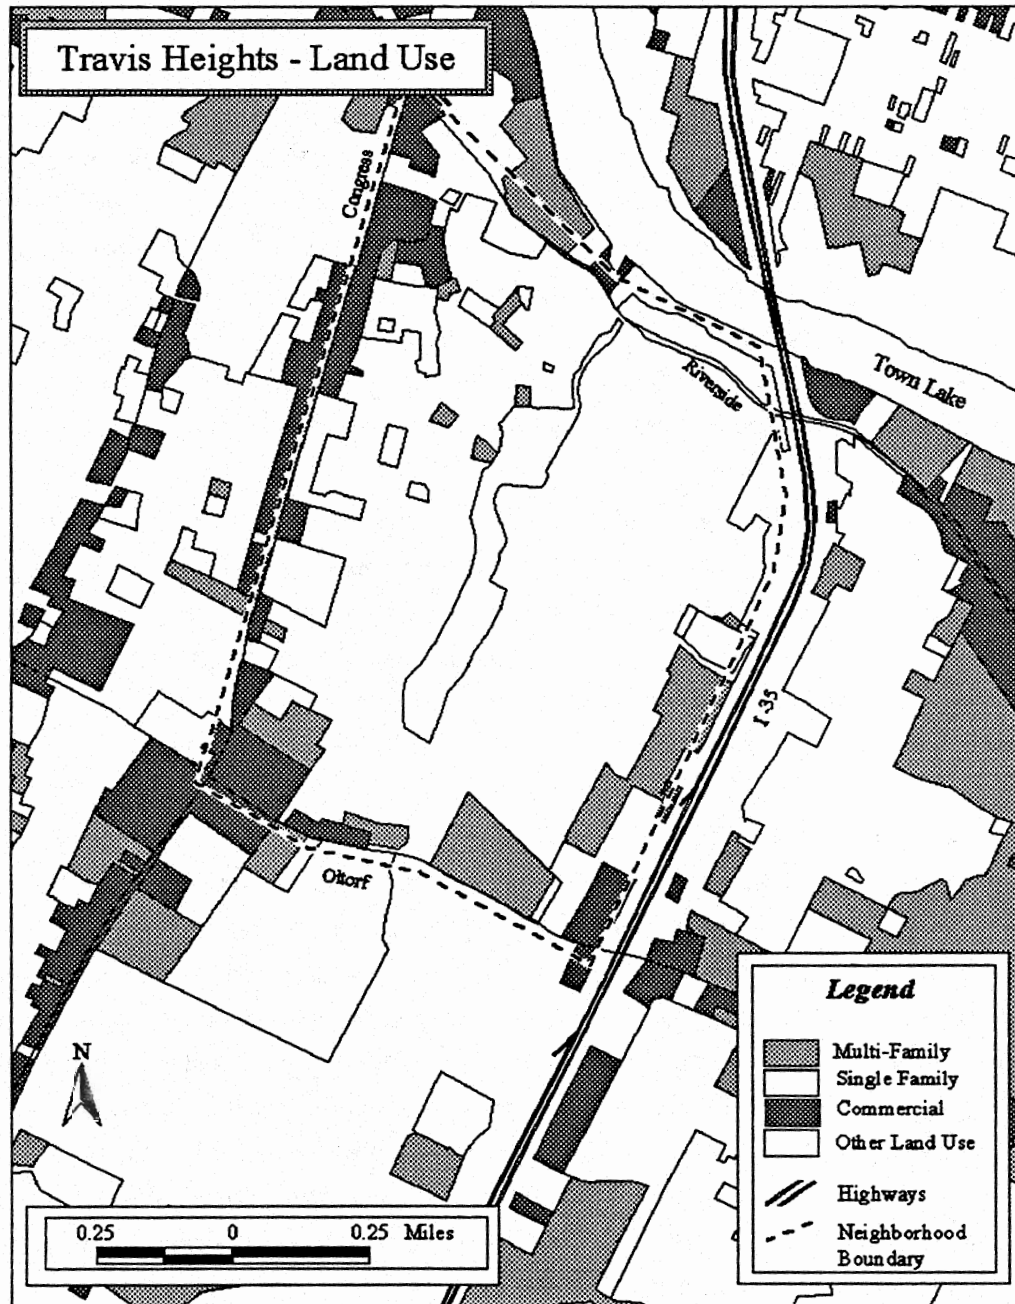 Travis Heights - Land Use
Congress
Town Lake
Riverside
I 35
Oltorf
Legend
Multi-Family
Single Family
Commercial
Other Land Use
Highways
Neighborhood
Boundary
N
0.25 0 0.25 Miles